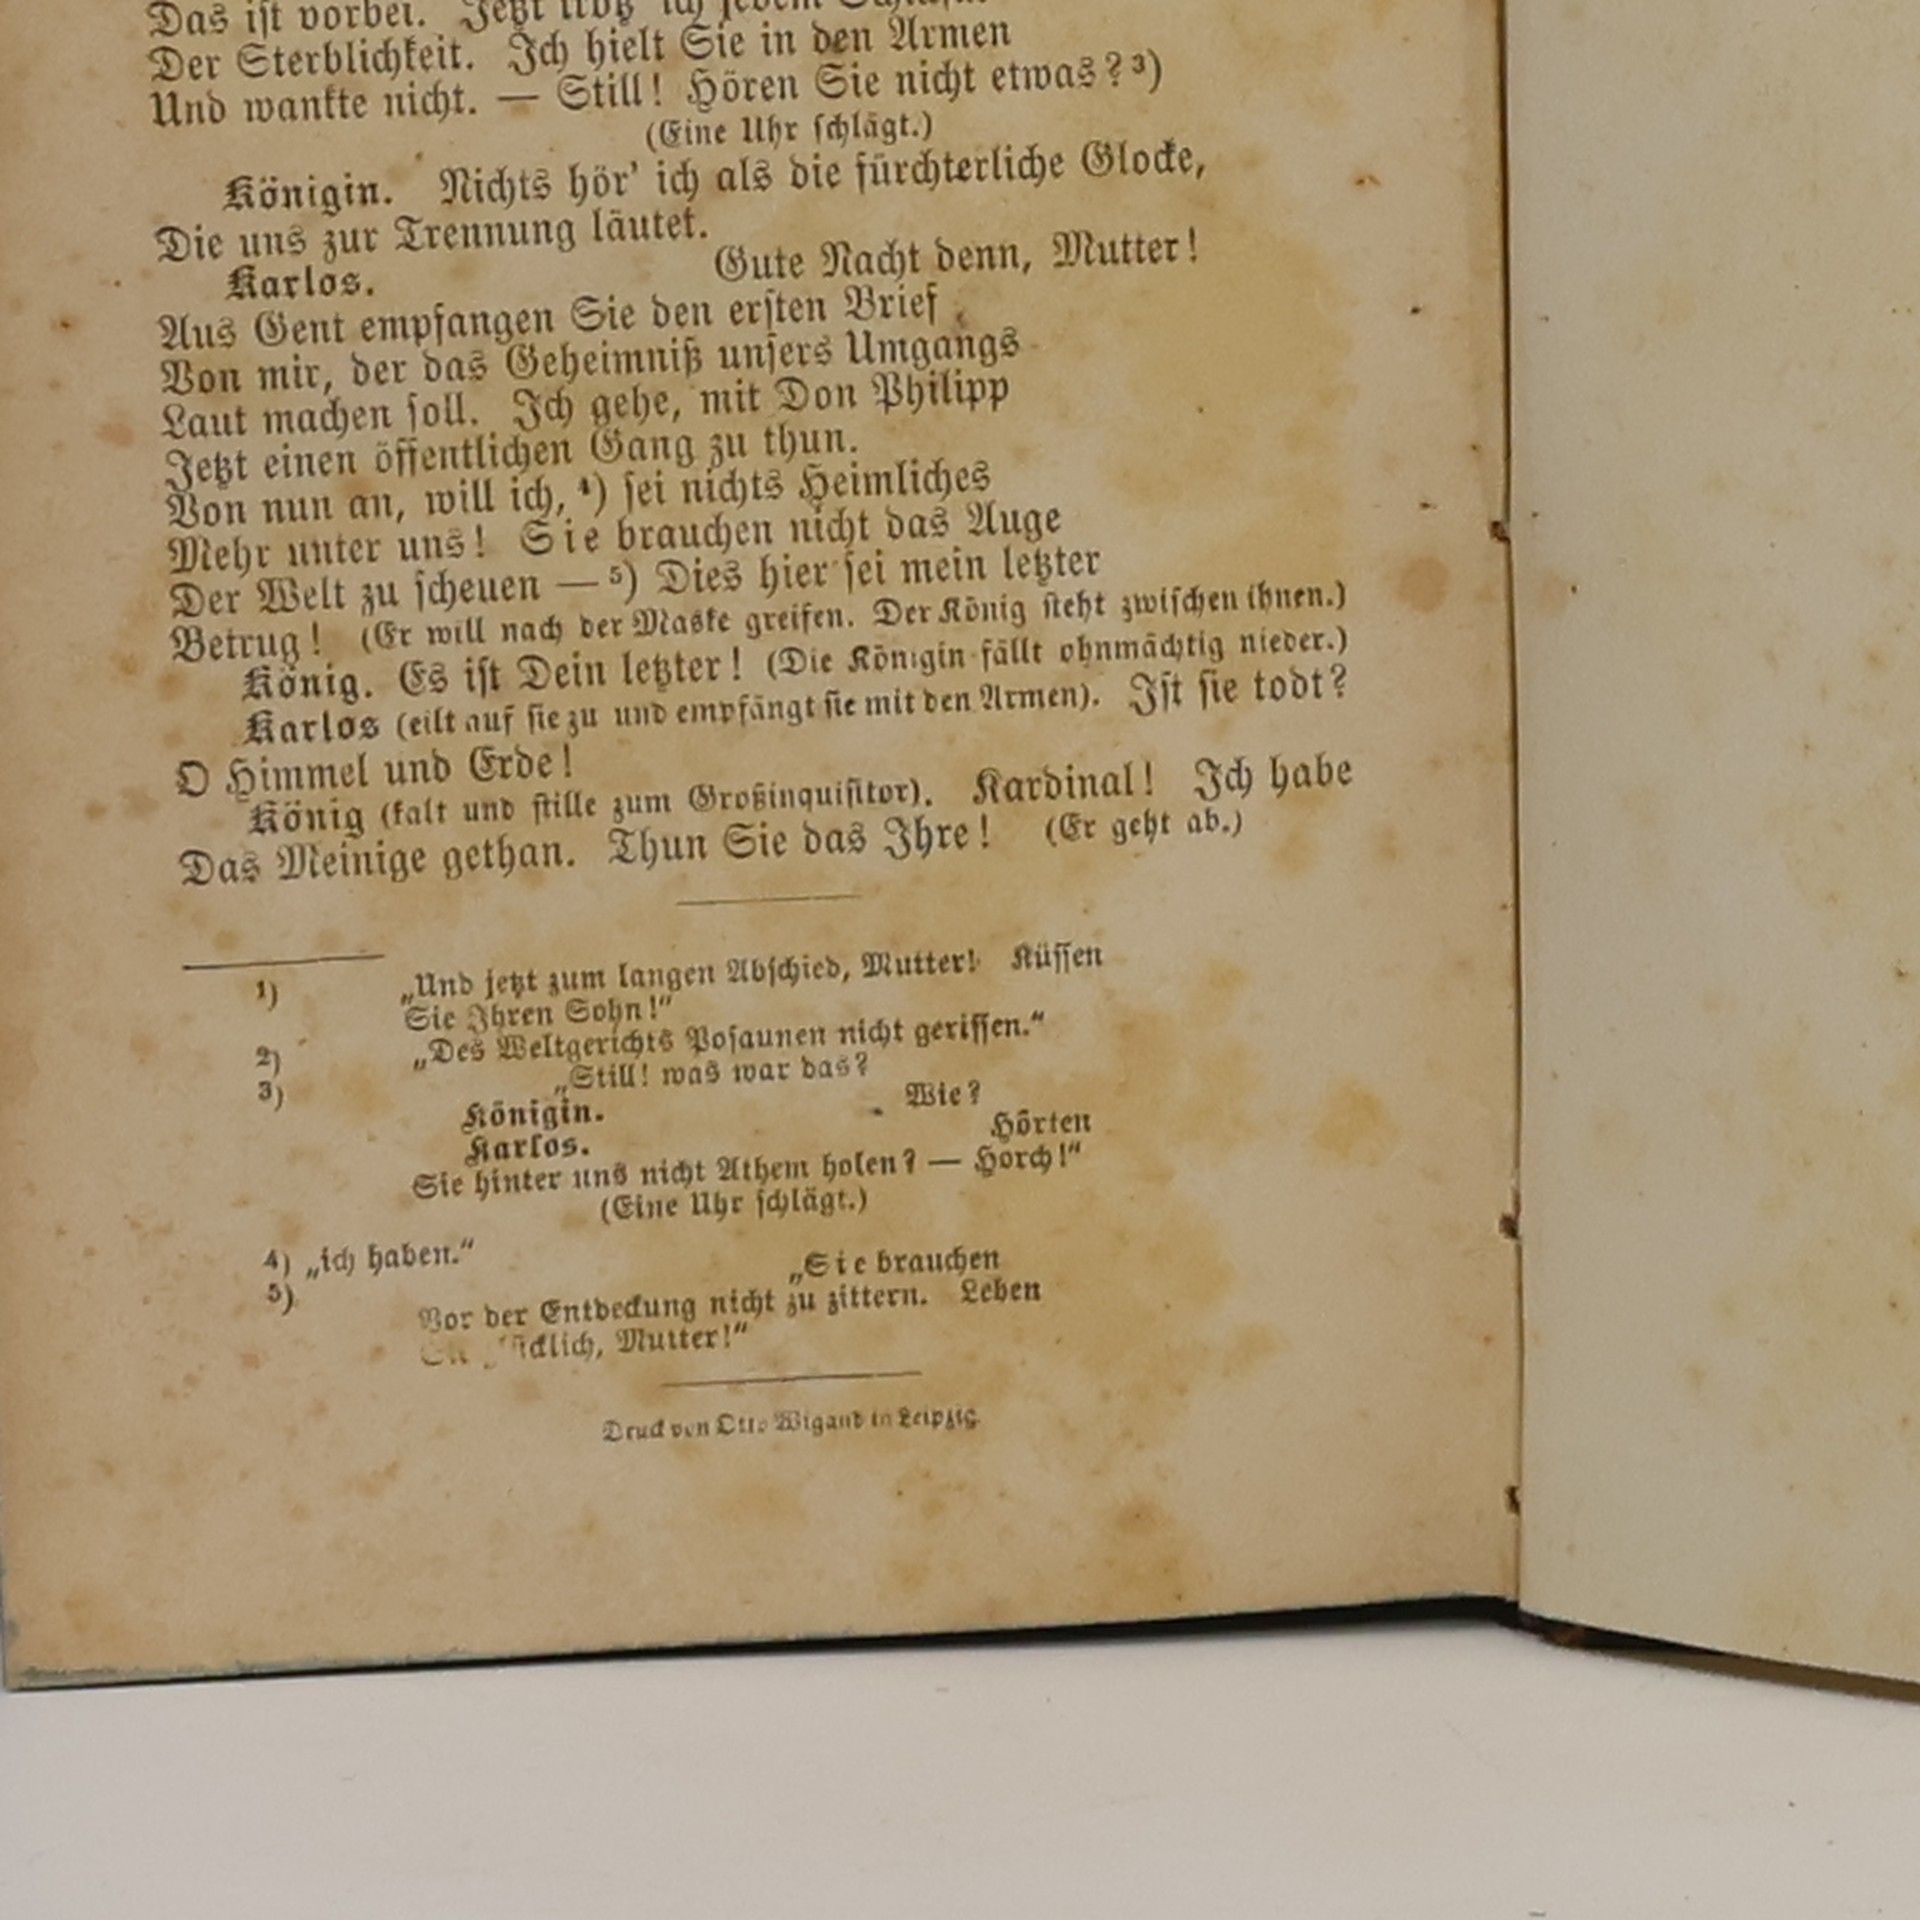 Das ist vorbei. Jetzt trotz' ich jedem
Der Sterblichkeit. Ich hielt Sie in den Armen
Und wankte nicht. — Still! Hören Sie nicht etwas? ³)
(Eine Uhr schlägt.)
Königin. Nichts hör' ich als die fürchterliche Glocke,
Die uns zur Trennung läutet.
Karlos. Gute Nacht denn, Mutter!
Aus Gent empfangen Sie den ersten Brief
Von mir, der das Geheimniß unsers Umgangs
Laut machen soll. Ich gehe, mit Don Philipp
Jetzt einen öffentlichen Gang zu thun.
Von nun an, will ich, ⁴) sei nichts Heimliches
Mehr unter uns! Sie brauchen nicht das Auge
Der Welt zu scheuen — ⁵) Dies hier sei mein letzter
Betrug! (Er will nach der Maske greifen. Der König steht zwischen ihnen.)
König. Es ist Dein letzter! (Die Königin fällt ohnmächtig nieder.)
Karlos (eilt auf sie zu und empfängt sie mit den Armen). Ist sie todt?
O Himmel und Erde!
König (kalt und stille zum Großinquisitor). Kardinal! Ich habe
Das Meinige gethan. Thun Sie das Ihre! (Er geht ab.)
¹) „Und jetzt zum langen Abschied, Mutter! Küssen
Sie Ihren Sohn!“
²) „Des Weltgerichts Posaunen nicht gerissen.“
³) „Still! was war das?
Königin. Wie?
Karlos. Hörten
Sie hinter uns nicht Athem holen? — Horch!“
(Eine Uhr schlägt.)
⁴) „ich haben.“
⁵) „Sie brauchen
Vor der Entdeckung nicht zu zittern. Leben
Mutter!“
Druck von Otto Wigand in Leipzig.